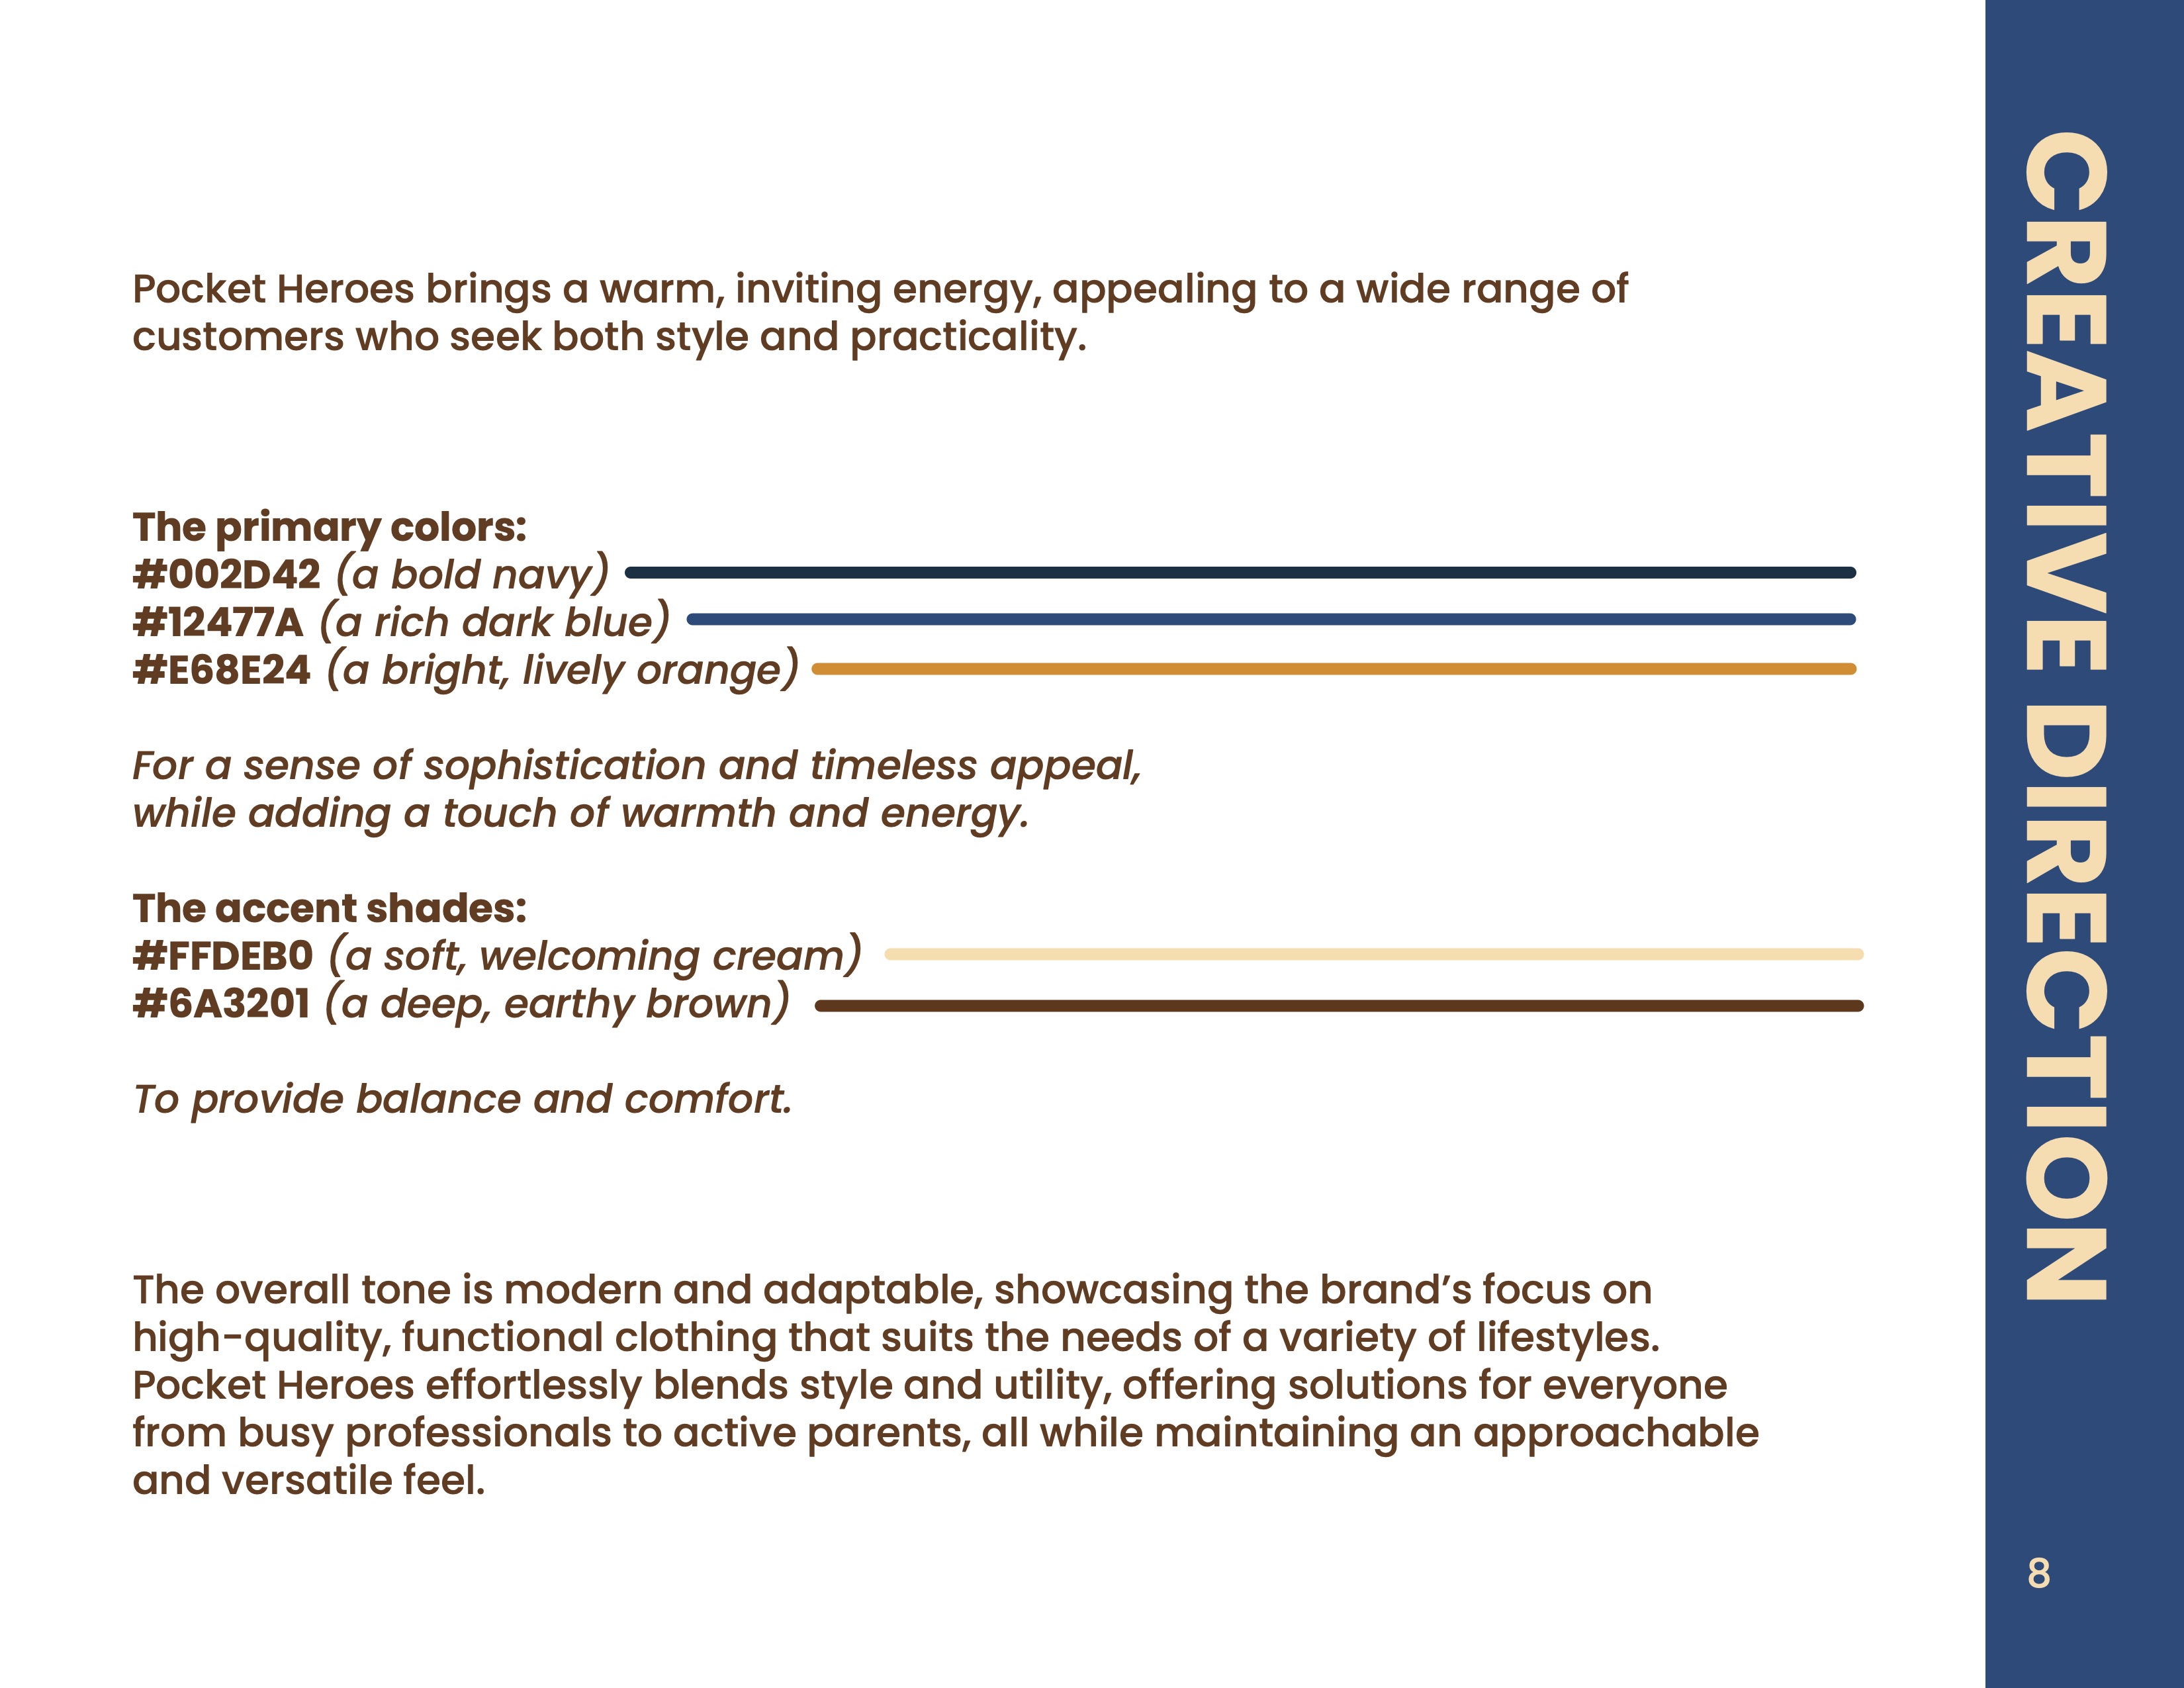 Pocket Heroes brings a warm, inviting energy, appealing to a wide range of
customers who seek both style and practicality.
The primary colors:
#002D42 (a bold navy)
#12477A (a rich dark blue)
#E68E24 (a bright, lively orange)
For a sense of sophistication and timeless appeal,
while adding a touch of warmth and energy.
The accent shades:
#FFDEB0 (a soft, welcoming cream)
#6A3201 (a deep, earthy brown)
To provide balance and comfort.
The overall tone is modern and adaptable, showcasing the brand’s focus on
high-quality, functional clothing that suits the needs of a variety of lifestyles.
Pocket Heroes effortlessly blends style and utility, offering solutions for everyone
from busy professionals to active parents, all while maintaining an approachable
and versatile feel.
CREATIVE DIRECTION
8